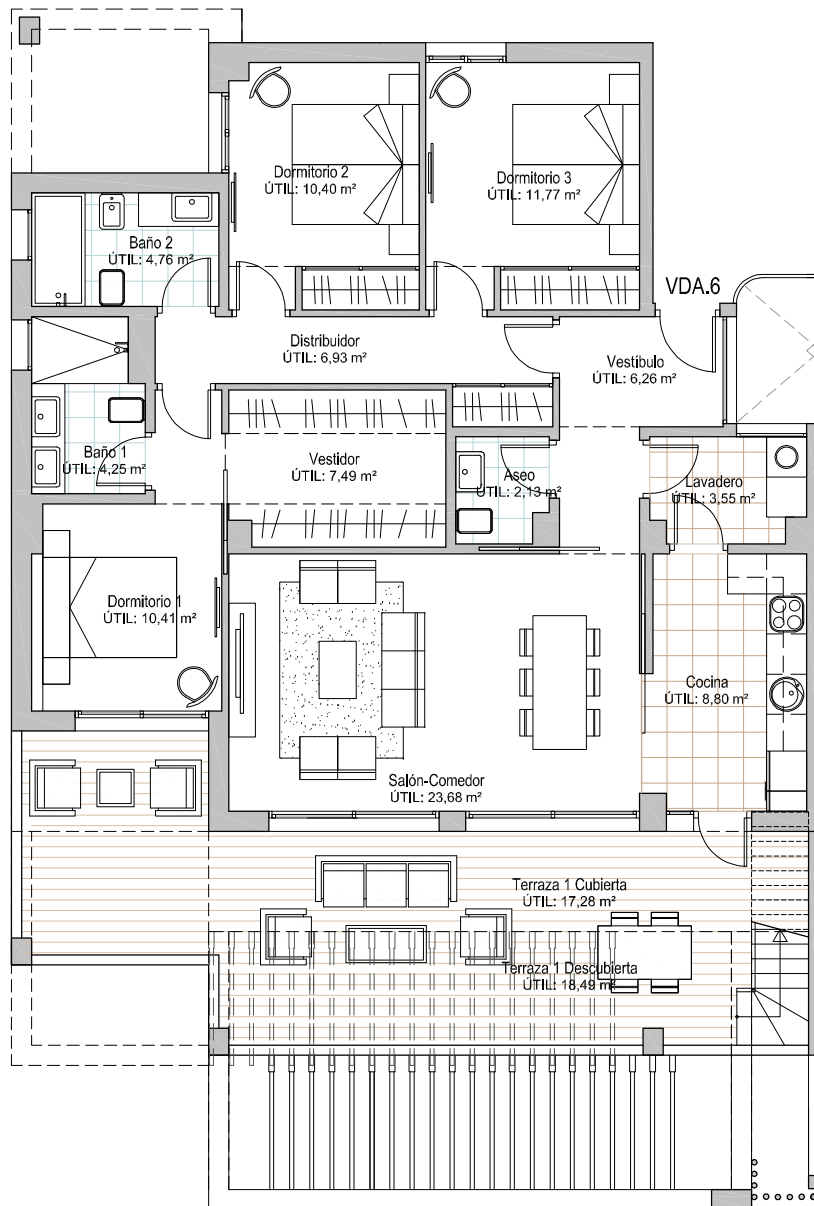 Dormitorio 2
ÚTIL: 10,40 m²
Dormitorio 3
ÚTIL: 11,77 m²
Baño 2
ÚTIL: 4,76 m²
VDA.6
Distribuidor
ÚTIL: 6,93 m²
Vestíbulo
ÚTIL: 6,26 m²
Baño 1
ÚTIL: 4,25 m²
Vestidor
ÚTIL: 7,49 m²
Aseo
ÚTIL: 2,13 m²
Lavadero
ÚTIL: 3,55 m²
Dormitorio 1
ÚTIL: 10,41 m²
Cocina
ÚTIL: 8,80 m²
Salón-Comedor
ÚTIL: 23,68 m²
Terraza 1 Cubierta
ÚTIL: 17,28 m²
Terraza 1 Descubierta
ÚTIL: 18,49 m²